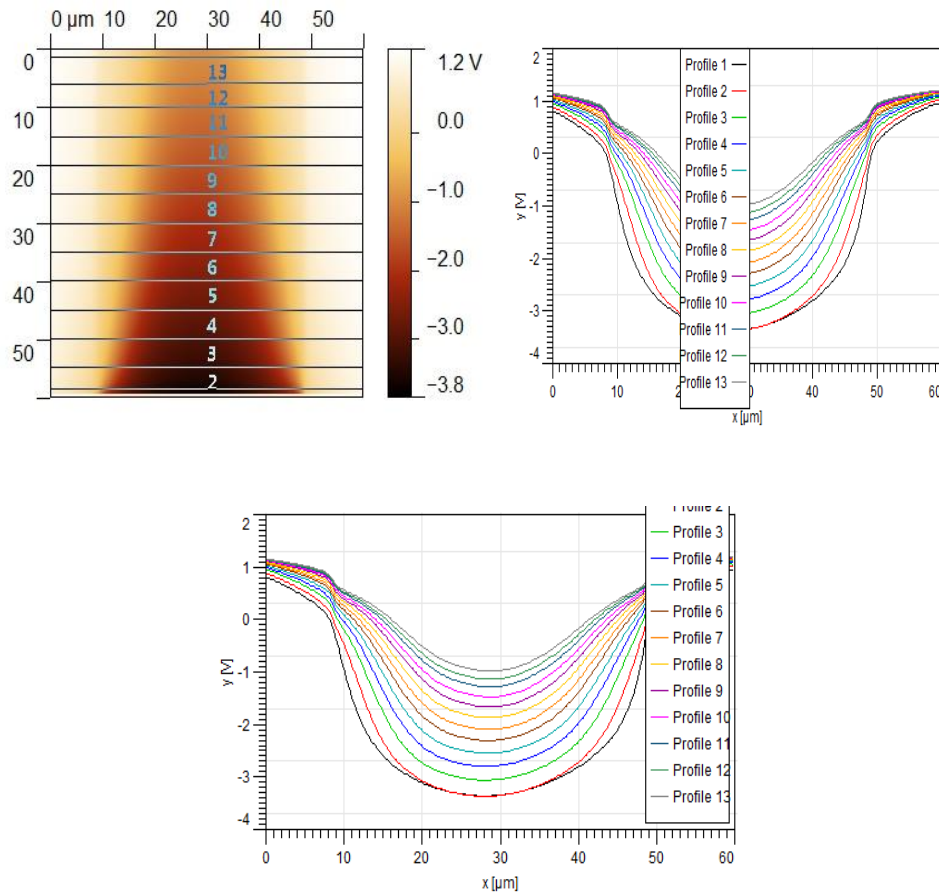 0 µm 10 20 30 40 50
0
10
20
30
40
50
13
12
11
10
9
8
7
6
5
4
3
2
1.2 V
0.0
−1.0
−2.0
−3.0
−3.8
2
1
0
-1
-2
-3
-4
y [V]
0 10 20 30 40 50 60
x [µm]
Profile 1
Profile 2
Profile 3
Profile 4
Profile 5
Profile 6
Profile 7
Profile 8
Profile 9
Profile 10
Profile 11
Profile 12
Profile 13
2
1
0
-1
-2
-3
-4
y [V]
0 10 20 30 40 50 60
x [µm]
Profile 2
Profile 3
Profile 4
Profile 5
Profile 6
Profile 7
Profile 8
Profile 9
Profile 10
Profile 11
Profile 12
Profile 13